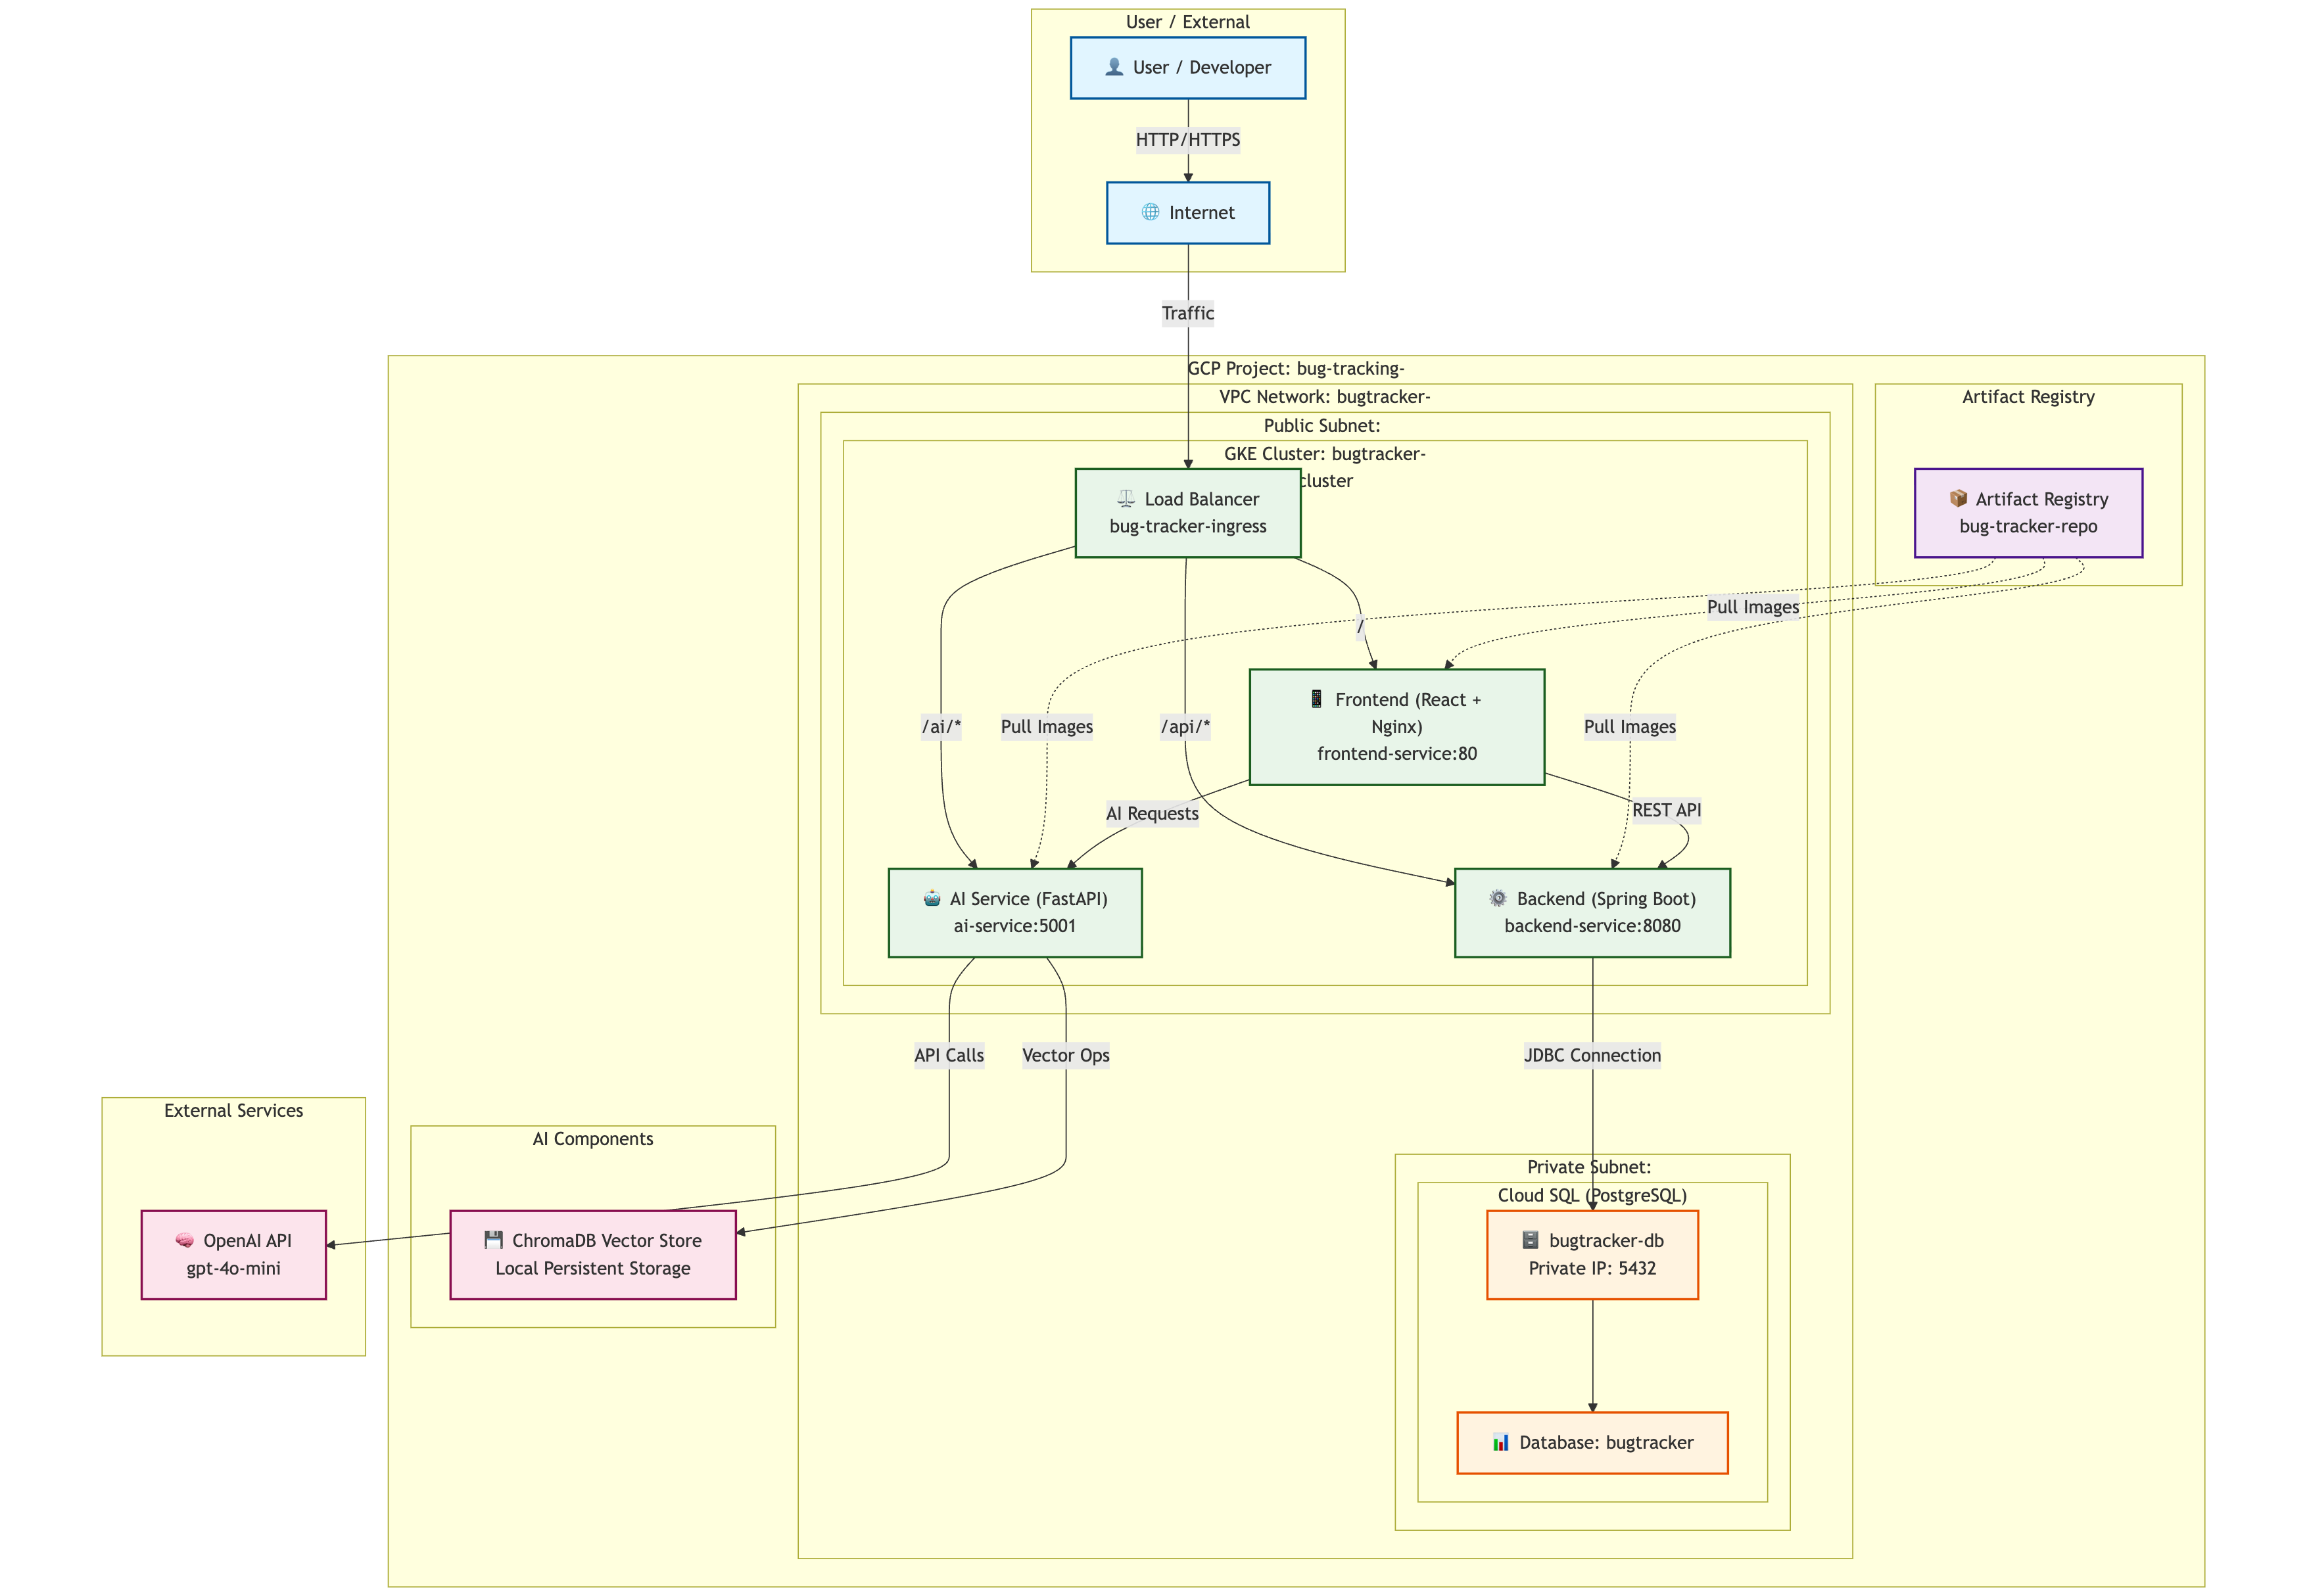 User / External
User / Developer
HTTP/HTTPS
Internet
Traffic
GCP Project: bug-tracking-
VPC Network: bugtracker-
Artifact Registry
Public Subnet:
GKE Cluster: bugtracker-
cluster
Load Balancer
bug-tracker-ingress
Artifact Registry
bug-tracker-repo
Pull Images
/
Frontend (React +
Nginx)
frontend-service:80
/ai/*
Pull Images
/api/*
Pull Images
AI Requests
REST API
AI Service (FastAPI)
ai-service:5001
Backend (Spring Boot)
backend-service:8080
API Calls
Vector Ops
JDBC Connection
External Services
AI Components
Private Subnet:
Cloud SQL (PostgreSQL)
OpenAI API
gpt-4o-mini
ChromaDB Vector Store
Local Persistent Storage
bugtracker-db
Private IP: 5432
Database: bugtracker